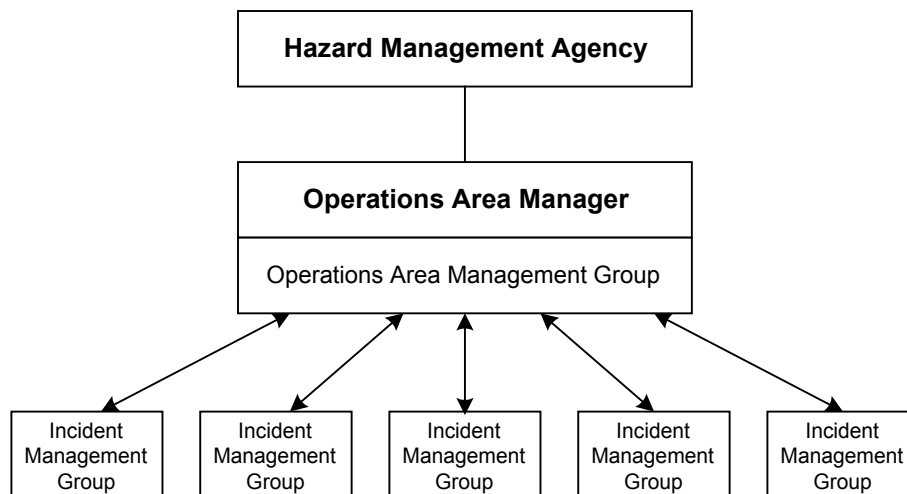 Hazard Management Agency
Operations Area Manager
Operations Area Management Group
Incident
Management
Group
Incident
Management
Group
Incident
Management
Group
Incident
Management
Group
Incident
Management
Group